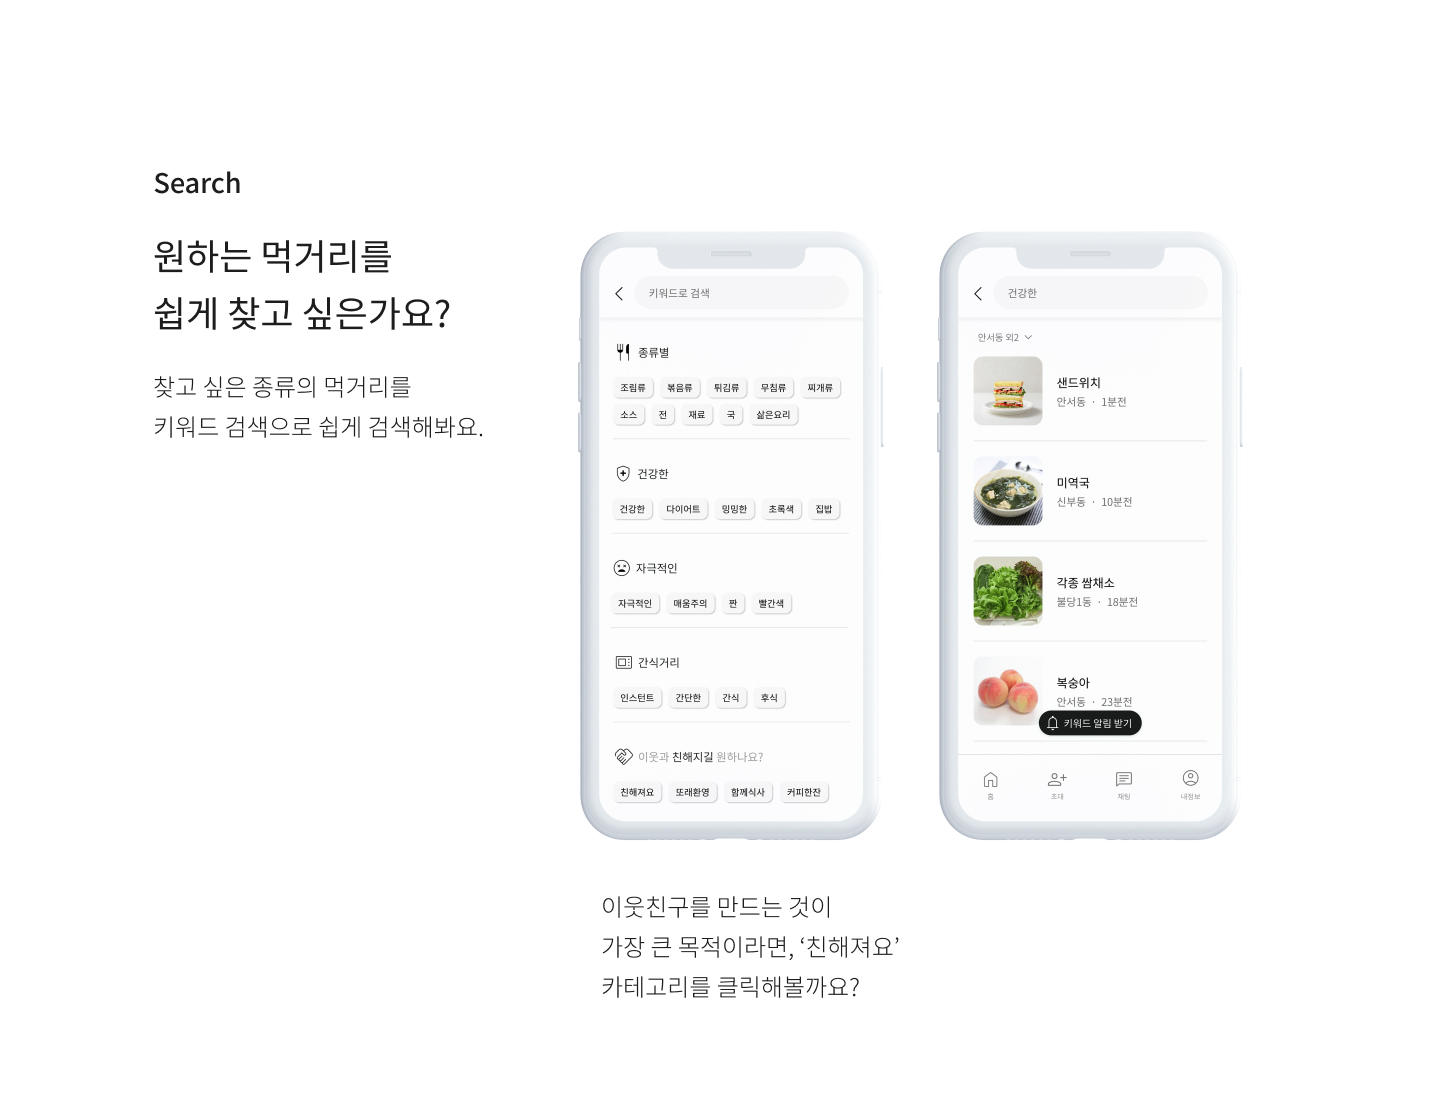 Search
원하는 먹거리를
쉽게 찾고 싶은가요?
찾고 싶은 종류의 먹거리를
키워드 검색으로 쉽게 검색해봐요.
키워드로 검색
종류별
조림류 볶음류 튀김류 무침류 찌개류
소스 전 재료 국 삶은요리
건강한
건강한 다이어트 밍밍한 초록색 집밥
자극적인
자극적인 매움주의 짠 빨간색
간식거리
인스턴트 간단한 간식 후식
이웃과 친해지길 원하나요?
친해져요 또래환영 함께식사 커피한잔
건강한
안서동 외2
샌드위치
안서동 · 1분전
미역국
신부동 · 10분전
각종 쌈채소
불당1동 · 18분전
복숭아
안서동 · 23분전
키워드 알림 받기
홈 초대 채팅 내정보
이웃친구를 만드는 것이
가장 큰 목적이라면, ‘친해져요’
카테고리를 클릭해볼까요?